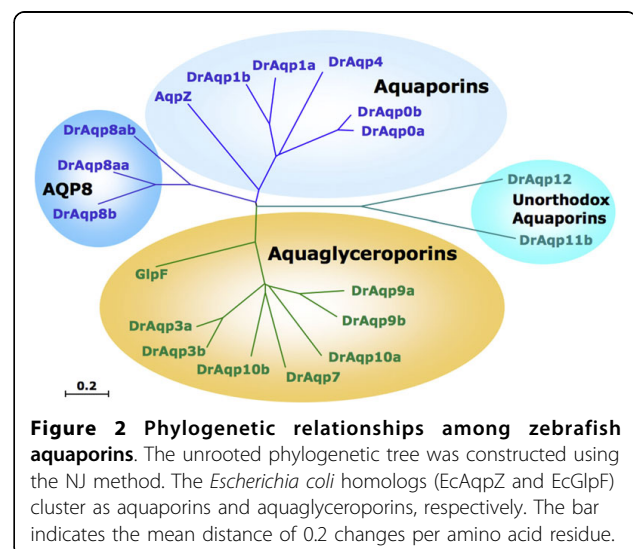 DrAqp1a
DrAqp4
DrAqp1b
Aquaporins
AqpZ
DrAqp0b
DrAqp0a
DrAqp8ab
DrAqp8aa
AQP8
DrAqp8b
DrAqp12
Unorthodox
Aquaporins
DrAqp11b
Aquaglyceroporins
GlpF
DrAqp9a
DrAqp9b
DrAqp3a
DrAqp3b
DrAqp10a
DrAqp10b
DrAqp7
0.2
Figure 2 Phylogenetic relationships among zebrafish
aquaporins. The unrooted phylogenetic tree was constructed using
the NJ method. The Escherichia coli homologs (EcAqpZ and EcGlpF)
cluster as aquaporins and aquaglyceroporins, respectively. The bar
indicates the mean distance of 0.2 changes per amino acid residue.